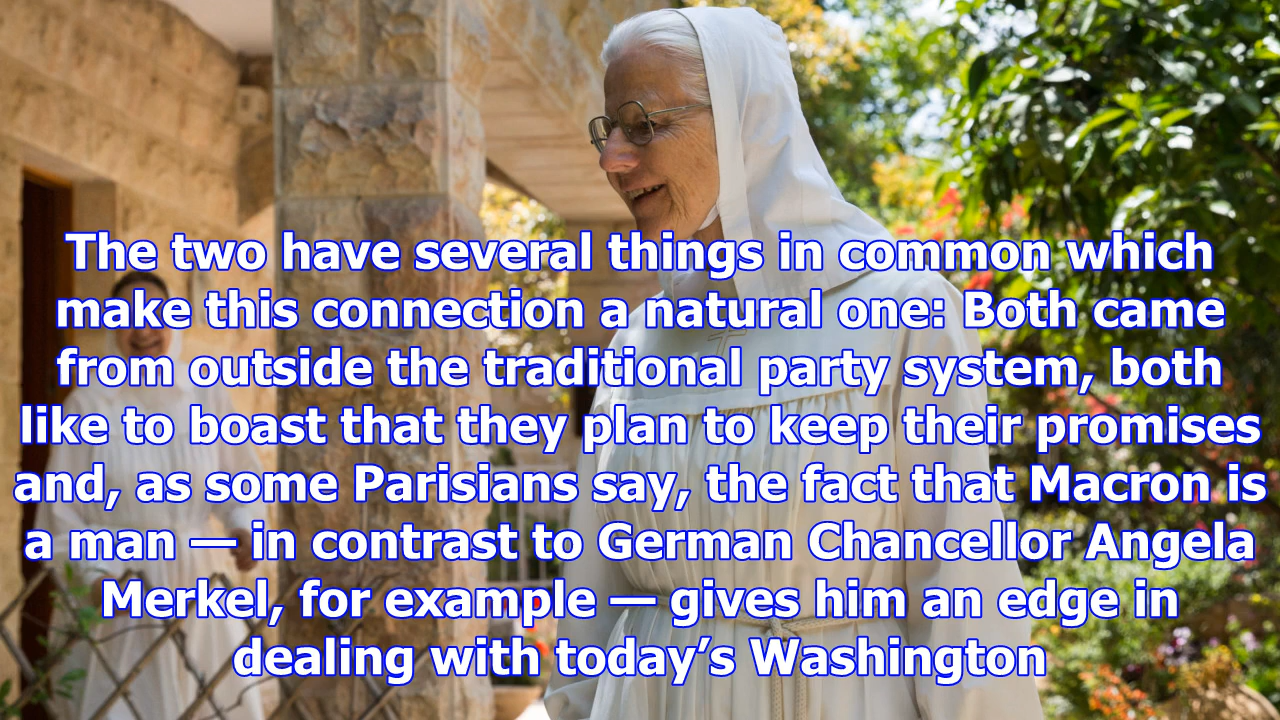 The two have several things in common which
make this connection a natural one: Both came
from outside the traditional party system, both
like to boast that they plan to keep their promises
and, as some Parisians say, the fact that Macron is
a man — in contrast to German Chancellor Angela
Merkel, for example — gives him an edge in
dealing with today’s Washington